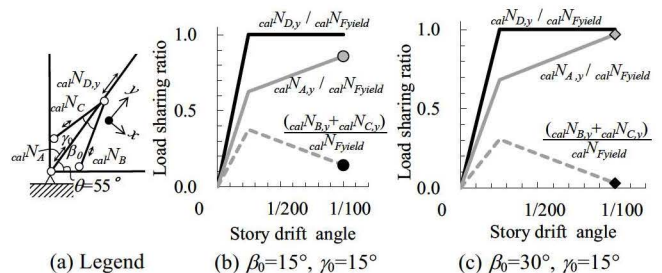 (a)
calN_D,y
calN_C
y
x
γ₀
calN_A
β₀
calN_B
θ=55°
(a) Legend
(b)
Load sharing ratio
calN_D,y / calN_Fyield
1.0
calN_A,y / calN_Fyield
0.5
(calN_B,y+calN_C,y)
calN_Fyield
0.0
0 1/200 1/100
Story drift angle
(b) β₀=15°, γ₀=15°
(c)
Load sharing ratio
calN_D,y / calN_Fyield
1.0
calN_A,y / calN_Fyield
0.5
(calN_B,y+calN_C,y)
calN_Fyield
0.0
0 1/200 1/100
Story drift angle
(c) β₀=30°, γ₀=15°